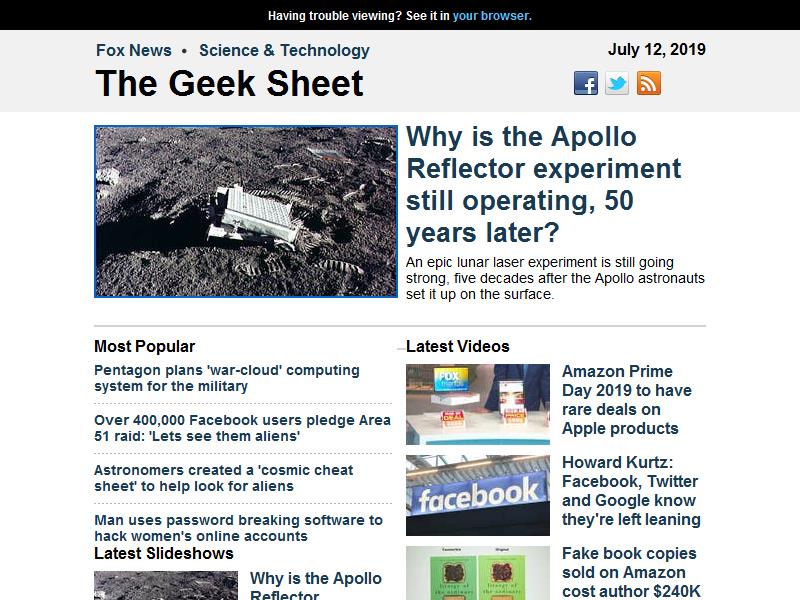 Having trouble viewing? See it in your browser.
Fox News • Science & Technology
July 12, 2019
The Geek Sheet
Why is the Apollo
Reflector experiment
still operating, 50
years later?
An epic lunar laser experiment is still going
strong, five decades after the Apollo astronauts
set it up on the surface.
Most Popular
Pentagon plans 'war-cloud' computing
system for the military
Over 400,000 Facebook users pledge Area
51 raid: 'Lets see them aliens'
Astronomers created a 'cosmic cheat
sheet' to help look for aliens
Man uses password breaking software to
hack women's online accounts
Latest Slideshows
Why is the Apollo
Reflector
Latest Videos
FOX
Amazon Prime
Day 2019 to have
rare deals on
Apple products
facebook
Howard Kurtz:
Facebook, Twitter
and Google know
they're left leaning
Fake book copies
sold on Amazon
cost author $240K